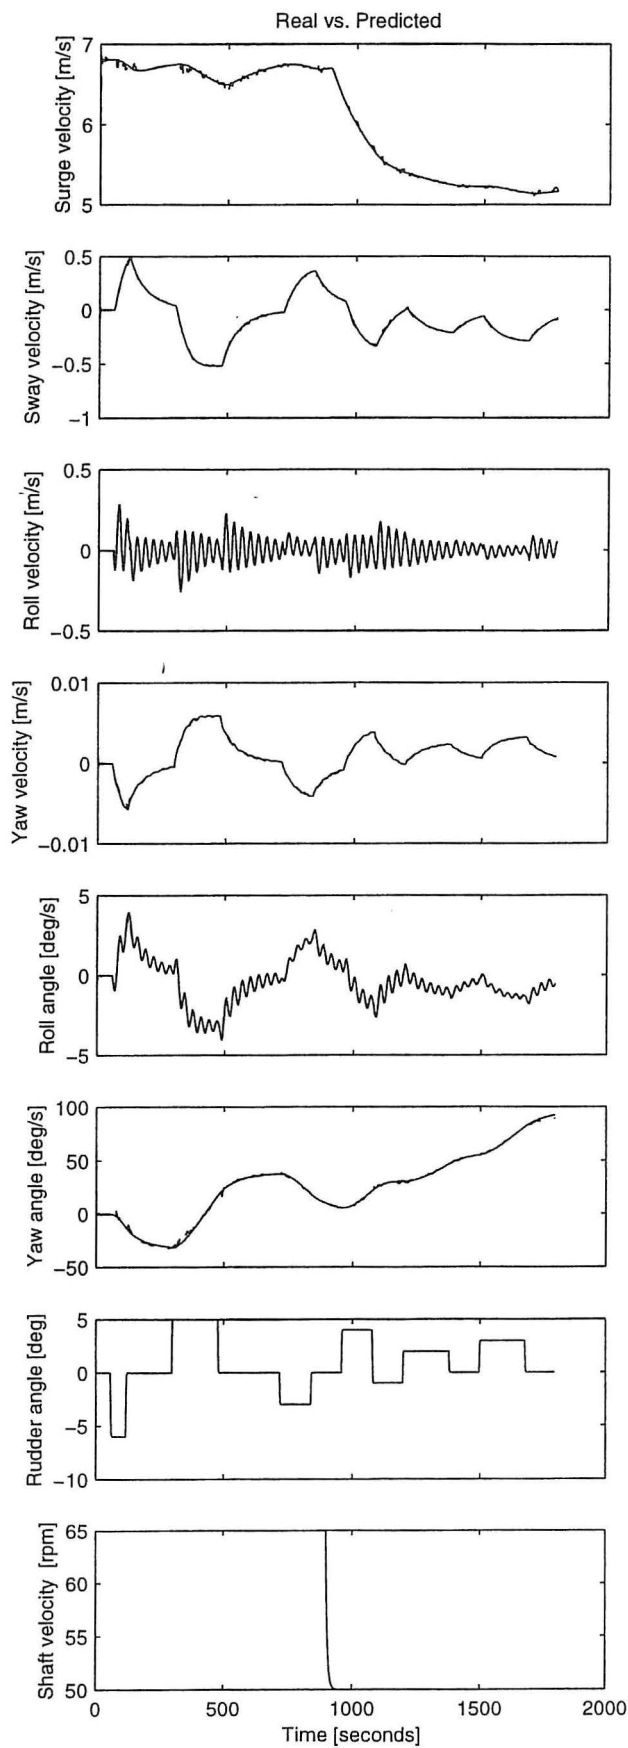 Real vs. Predicted
Surge velocity [m/s]
7
6
5
Sway velocity [m/s]
0.5
0
−0.5
−1
Roll velocity [m/s]
0.5
0
−0.5
Yaw velocity [m/s]
0.01
0
−0.01
Roll angle [deg/s]
5
0
−5
Yaw angle [deg/s]
100
50
0
−50
Rudder angle [deg]
5
0
−5
−10
Shaft velocity [rpm]
65
60
55
50
0 500 1000 1500 2000
Time [seconds]